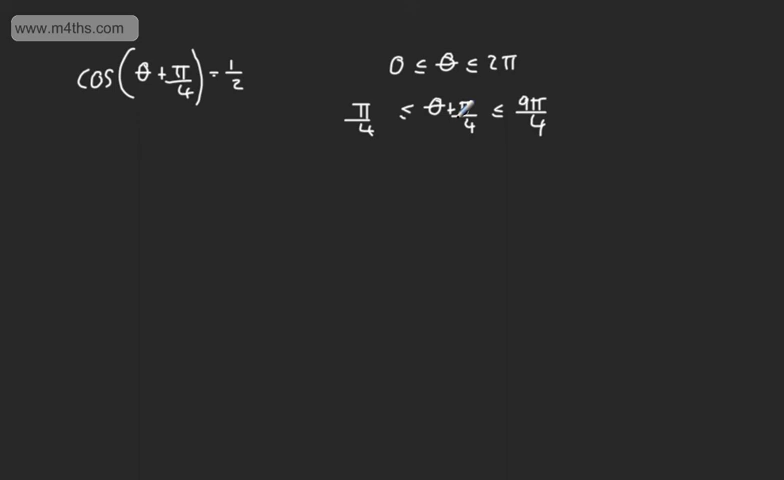 www.m4ths.com
cos(θ + π/4) = 1/2
0 ≤ θ ≤ 2π
π/4 ≤ θ + π/4 ≤ 9π/4